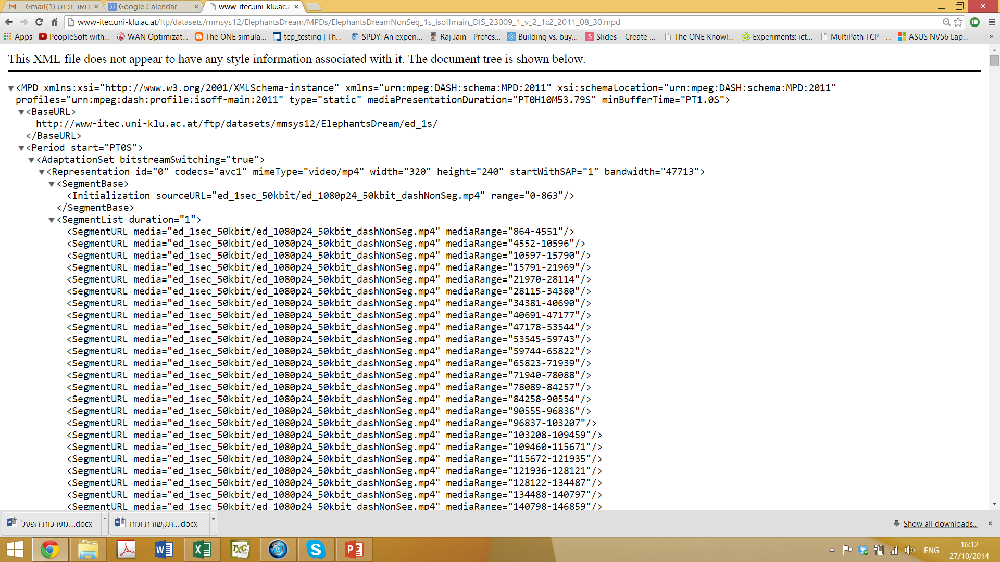 דואר נכנס (1) Gmail -
27 Google Calendar
www-itec.uni-klu.ac.a
www-itec.uni-klu.ac.at/ftp/datasets/mmsys12/ElephantsDream/MPDs/ElephantsDreamNonSeg_1s_isoffmain_DIS_23009_1_v_2_1c2_2011_08_30.mpd
Apps PeopleSoft with... WAN Optimizat... The ONE simula... tcp_testing | Th... SPDY: An experi... Raj Jain - Profes... Building vs. buy... Slides – Create ... The ONE Knowl... Experiments: ict... MultiPath TCP - ... ASUS NV56 Lap... »
This XML file does not appear to have any style information associated with it. The document tree is shown below.
<MPD xmlns:xsi="http://www.w3.org/2001/XMLSchema-instance" xmlns="urn:mpeg:DASH:schema:MPD:2011" xsi:schemaLocation="urn:mpeg:DASH:schema:MPD:2011"
profiles="urn:mpeg:dash:profile:isoff-main:2011" type="static" mediaPresentationDuration="PT0H10M53.79S" minBufferTime="PT1.0S">
<BaseURL>
http://www-itec.uni-klu.ac.at/ftp/datasets/mmsys12/ElephantsDream/ed_1s/
</BaseURL>
<Period start="PT0S">
<AdaptationSet bitstreamSwitching="true">
<Representation id="0" codecs="avc1" mimeType="video/mp4" width="320" height="240" startWithSAP="1" bandwidth="47713">
<SegmentBase>
<Initialization sourceURL="ed_1sec_50kbit/ed_1080p24_50kbit_dashNonSeg.mp4" range="0-863"/>
</SegmentBase>
<SegmentList duration="1">
<SegmentURL media="ed_1sec_50kbit/ed_1080p24_50kbit_dashNonSeg.mp4" mediaRange="864-4551"/>
<SegmentURL media="ed_1sec_50kbit/ed_1080p24_50kbit_dashNonSeg.mp4" mediaRange="4552-10596"/>
<SegmentURL media="ed_1sec_50kbit/ed_1080p24_50kbit_dashNonSeg.mp4" mediaRange="10597-15790"/>
<SegmentURL media="ed_1sec_50kbit/ed_1080p24_50kbit_dashNonSeg.mp4" mediaRange="15791-21969"/>
<SegmentURL media="ed_1sec_50kbit/ed_1080p24_50kbit_dashNonSeg.mp4" mediaRange="21970-28114"/>
<SegmentURL media="ed_1sec_50kbit/ed_1080p24_50kbit_dashNonSeg.mp4" mediaRange="28115-34380"/>
<SegmentURL media="ed_1sec_50kbit/ed_1080p24_50kbit_dashNonSeg.mp4" mediaRange="34381-40690"/>
<SegmentURL media="ed_1sec_50kbit/ed_1080p24_50kbit_dashNonSeg.mp4" mediaRange="40691-47177"/>
<SegmentURL media="ed_1sec_50kbit/ed_1080p24_50kbit_dashNonSeg.mp4" mediaRange="47178-53544"/>
<SegmentURL media="ed_1sec_50kbit/ed_1080p24_50kbit_dashNonSeg.mp4" mediaRange="53545-59743"/>
<SegmentURL media="ed_1sec_50kbit/ed_1080p24_50kbit_dashNonSeg.mp4" mediaRange="59744-65822"/>
<SegmentURL media="ed_1sec_50kbit/ed_1080p24_50kbit_dashNonSeg.mp4" mediaRange="65823-71939"/>
<SegmentURL media="ed_1sec_50kbit/ed_1080p24_50kbit_dashNonSeg.mp4" mediaRange="71940-78088"/>
<SegmentURL media="ed_1sec_50kbit/ed_1080p24_50kbit_dashNonSeg.mp4" mediaRange="78089-84257"/>
<SegmentURL media="ed_1sec_50kbit/ed_1080p24_50kbit_dashNonSeg.mp4" mediaRange="84258-90554"/>
<SegmentURL media="ed_1sec_50kbit/ed_1080p24_50kbit_dashNonSeg.mp4" mediaRange="90555-96836"/>
<SegmentURL media="ed_1sec_50kbit/ed_1080p24_50kbit_dashNonSeg.mp4" mediaRange="96837-103207"/>
<SegmentURL media="ed_1sec_50kbit/ed_1080p24_50kbit_dashNonSeg.mp4" mediaRange="103208-109459"/>
<SegmentURL media="ed_1sec_50kbit/ed_1080p24_50kbit_dashNonSeg.mp4" mediaRange="109460-115671"/>
<SegmentURL media="ed_1sec_50kbit/ed_1080p24_50kbit_dashNonSeg.mp4" mediaRange="115672-121935"/>
<SegmentURL media="ed_1sec_50kbit/ed_1080p24_50kbit_dashNonSeg.mp4" mediaRange="121936-128121"/>
<SegmentURL media="ed_1sec_50kbit/ed_1080p24_50kbit_dashNonSeg.mp4" mediaRange="128122-134487"/>
<SegmentURL media="ed_1sec_50kbit/ed_1080p24_50kbit_dashNonSeg.mp4" mediaRange="134488-140797"/>
<SegmentURL media="ed_1sec_50kbit/ed_1080p24_50kbit_dashNonSeg.mp4" mediaRange="140798-146859"/>
מערכות הפעל....docx
תקשורת ומח....docx
Show all downloads...
TXC
ENG
16:12
27/10/2014